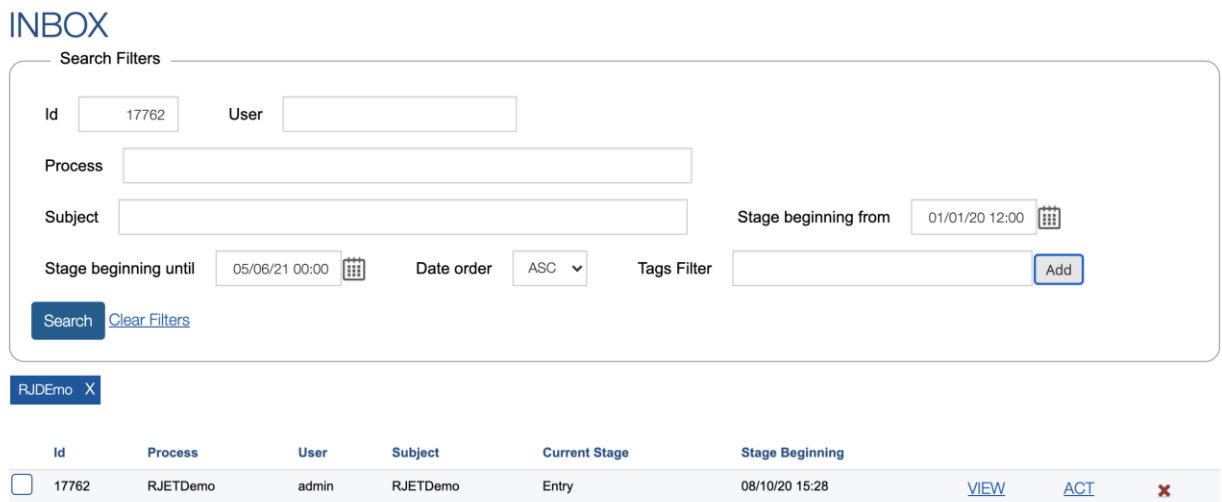 INBOX
Search Filters
Id 17762 User
Process
Subject Stage beginning from 01/01/20 12:00
Stage beginning until 05/06/21 00:00 Date order ASC Tags Filter Add
Search Clear Filters
RJDEmo X
Id Process User Subject Current Stage Stage Beginning
17762 RJETDemo admin RJETDemo Entry 08/10/20 15:28 VIEW ACT